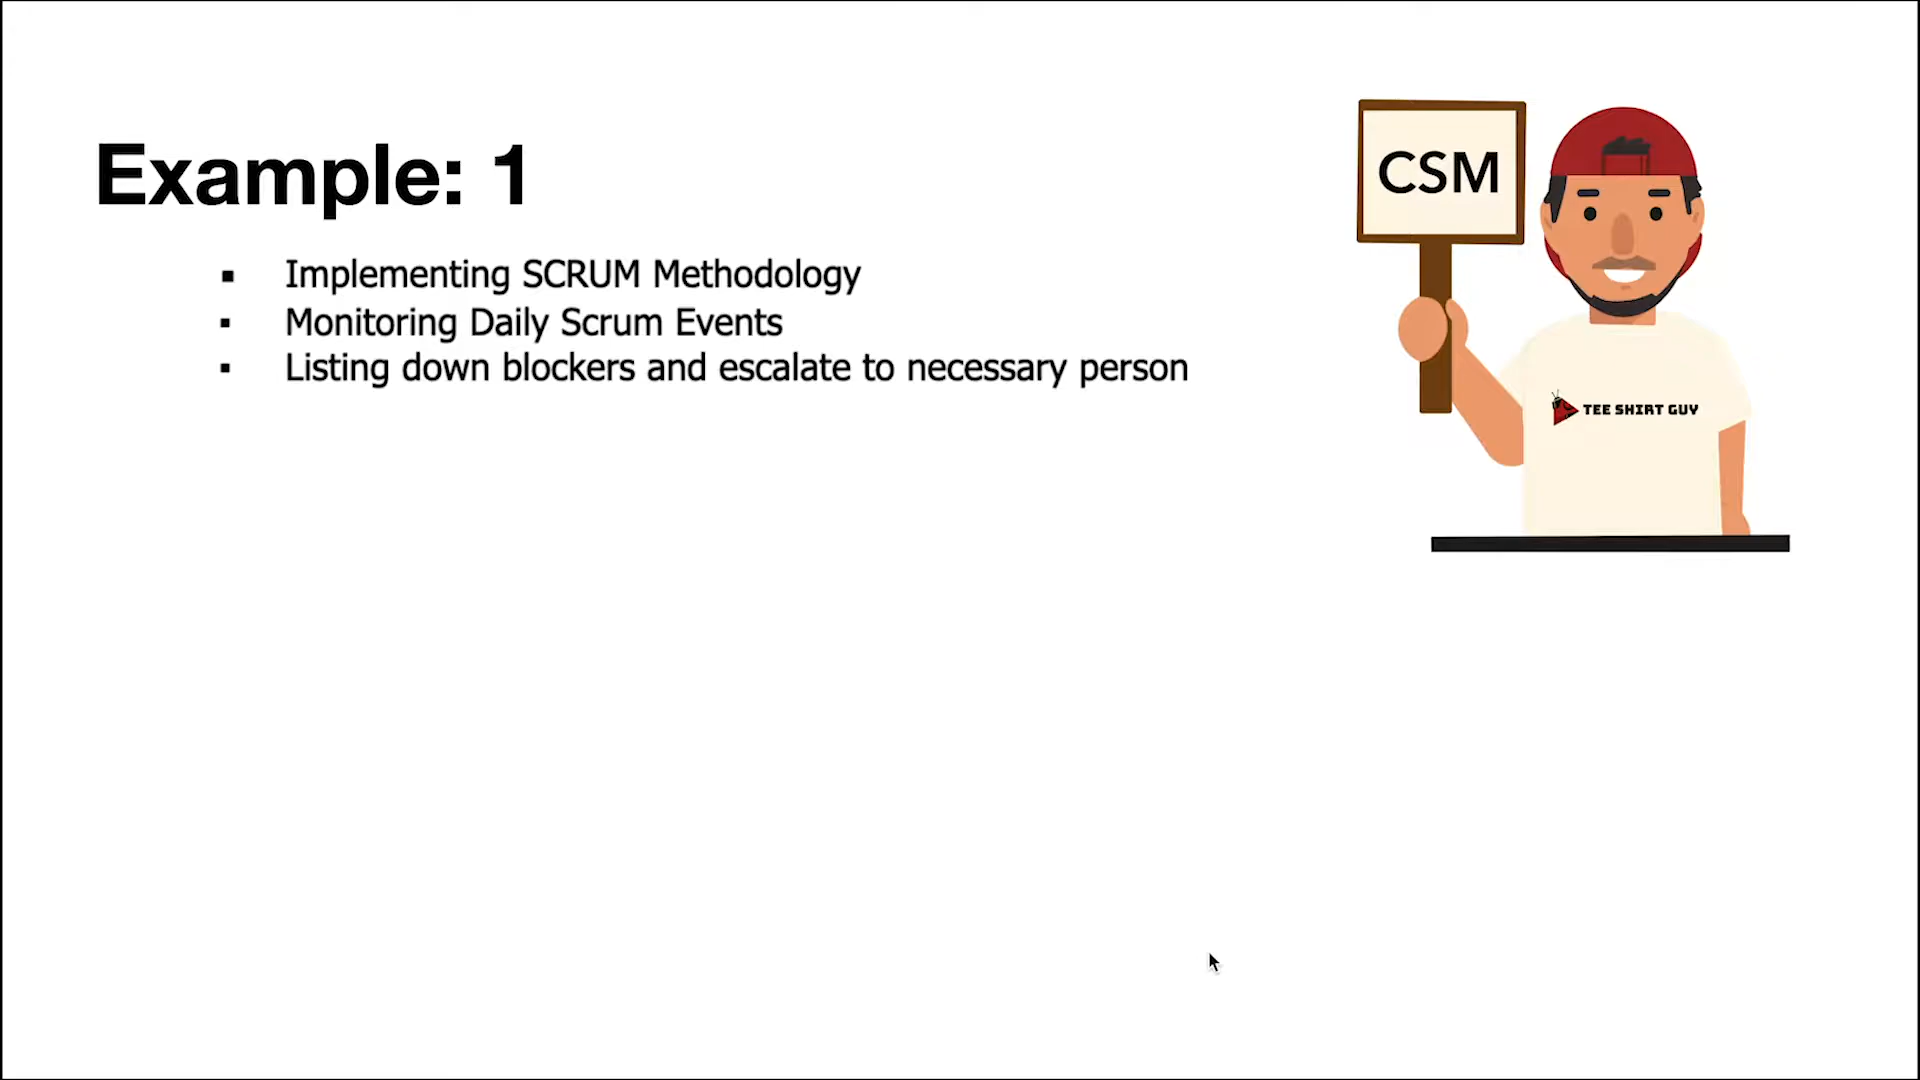 Example: 1
▪ Implementing SCRUM Methodology
▪ Monitoring Daily Scrum Events
▪ Listing down blockers and escalate to necessary person
CSM
TEE SHIRT GUY